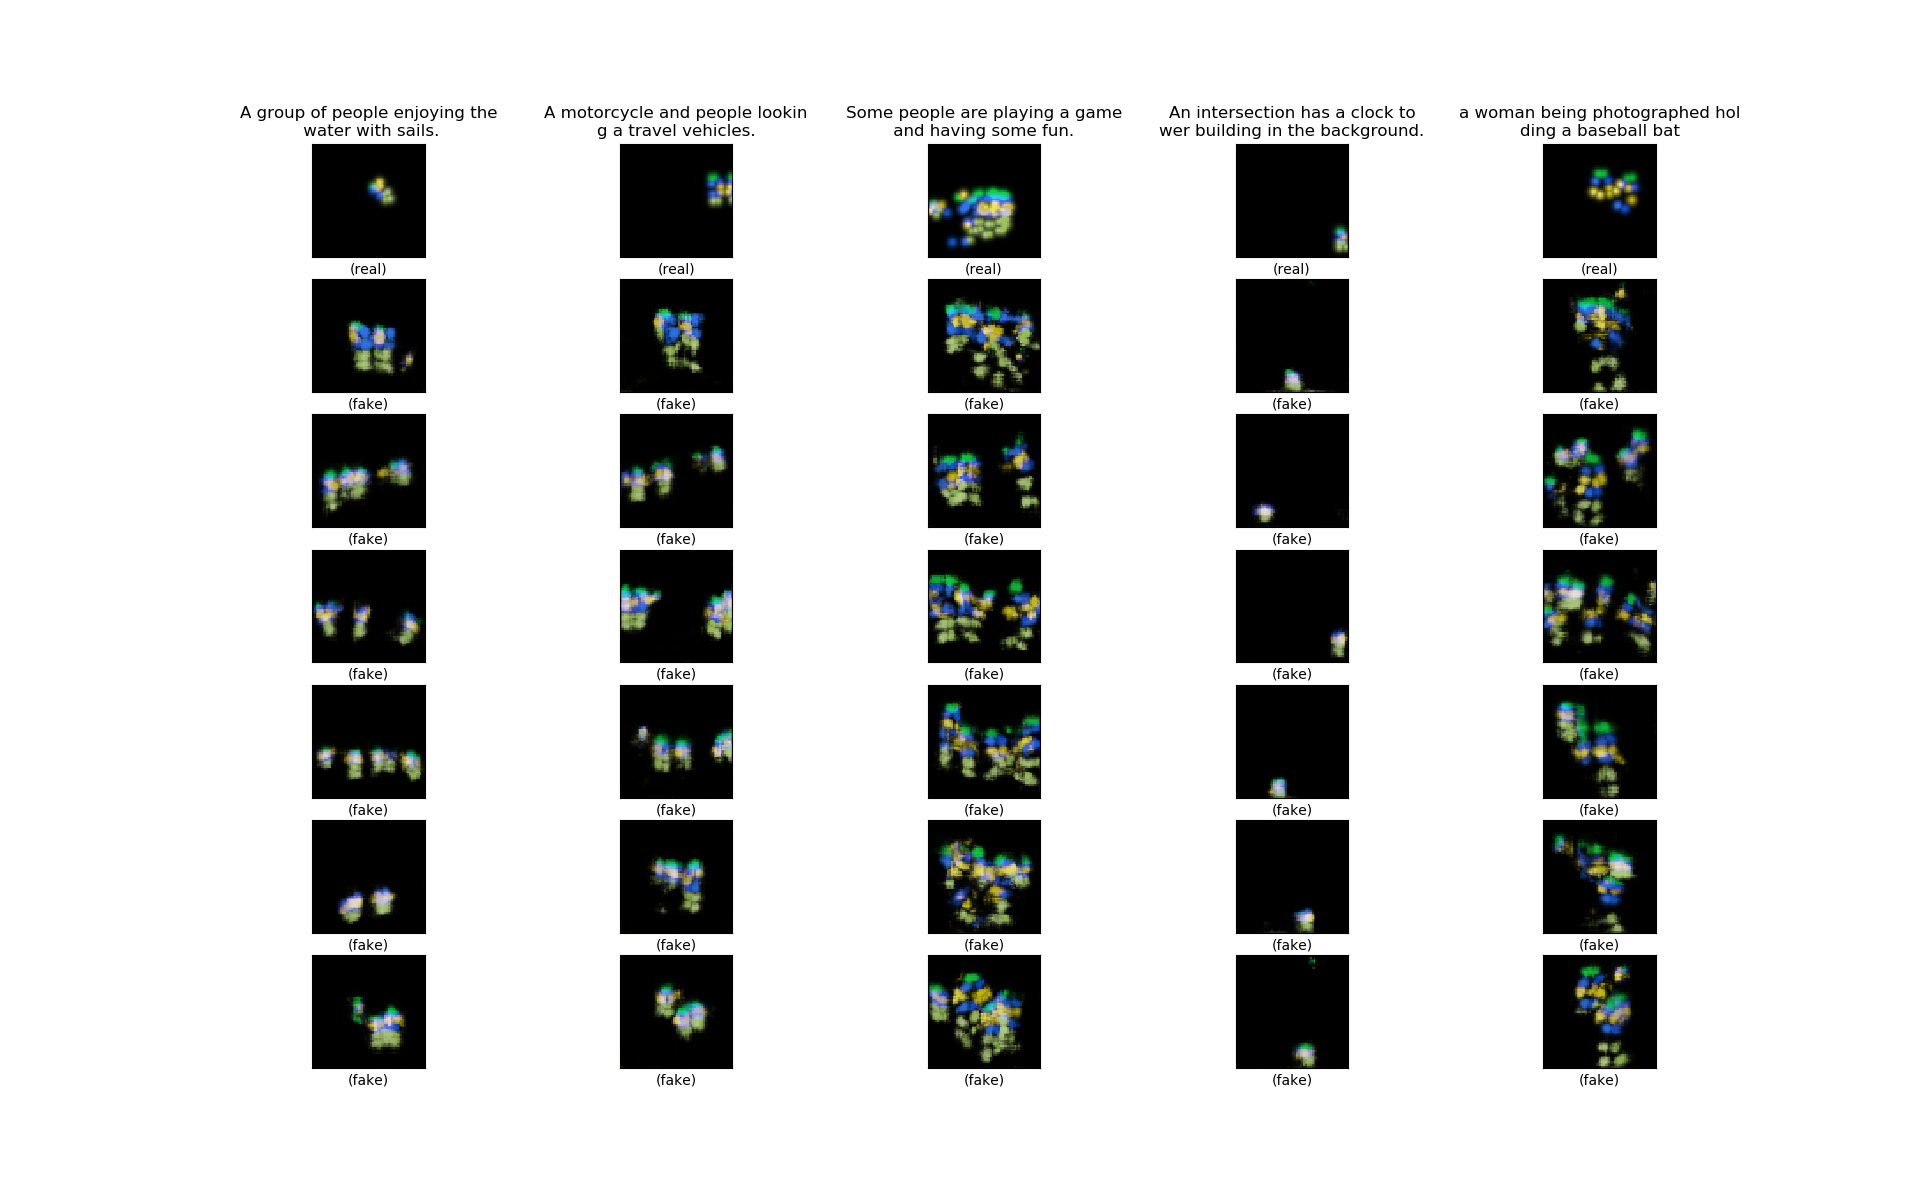 A group of people enjoying the
water with sails.
A motorcycle and people lookin
g a travel vehicles.
Some people are playing a game
and having some fun.
An intersection has a clock to
wer building in the background.
a woman being photographed hol
ding a baseball bat
(real) (real) (real) (real) (real)
(fake) (fake) (fake) (fake) (fake)
(fake) (fake) (fake) (fake) (fake)
(fake) (fake) (fake) (fake) (fake)
(fake) (fake) (fake) (fake) (fake)
(fake) (fake) (fake) (fake) (fake)
(fake) (fake) (fake) (fake) (fake)